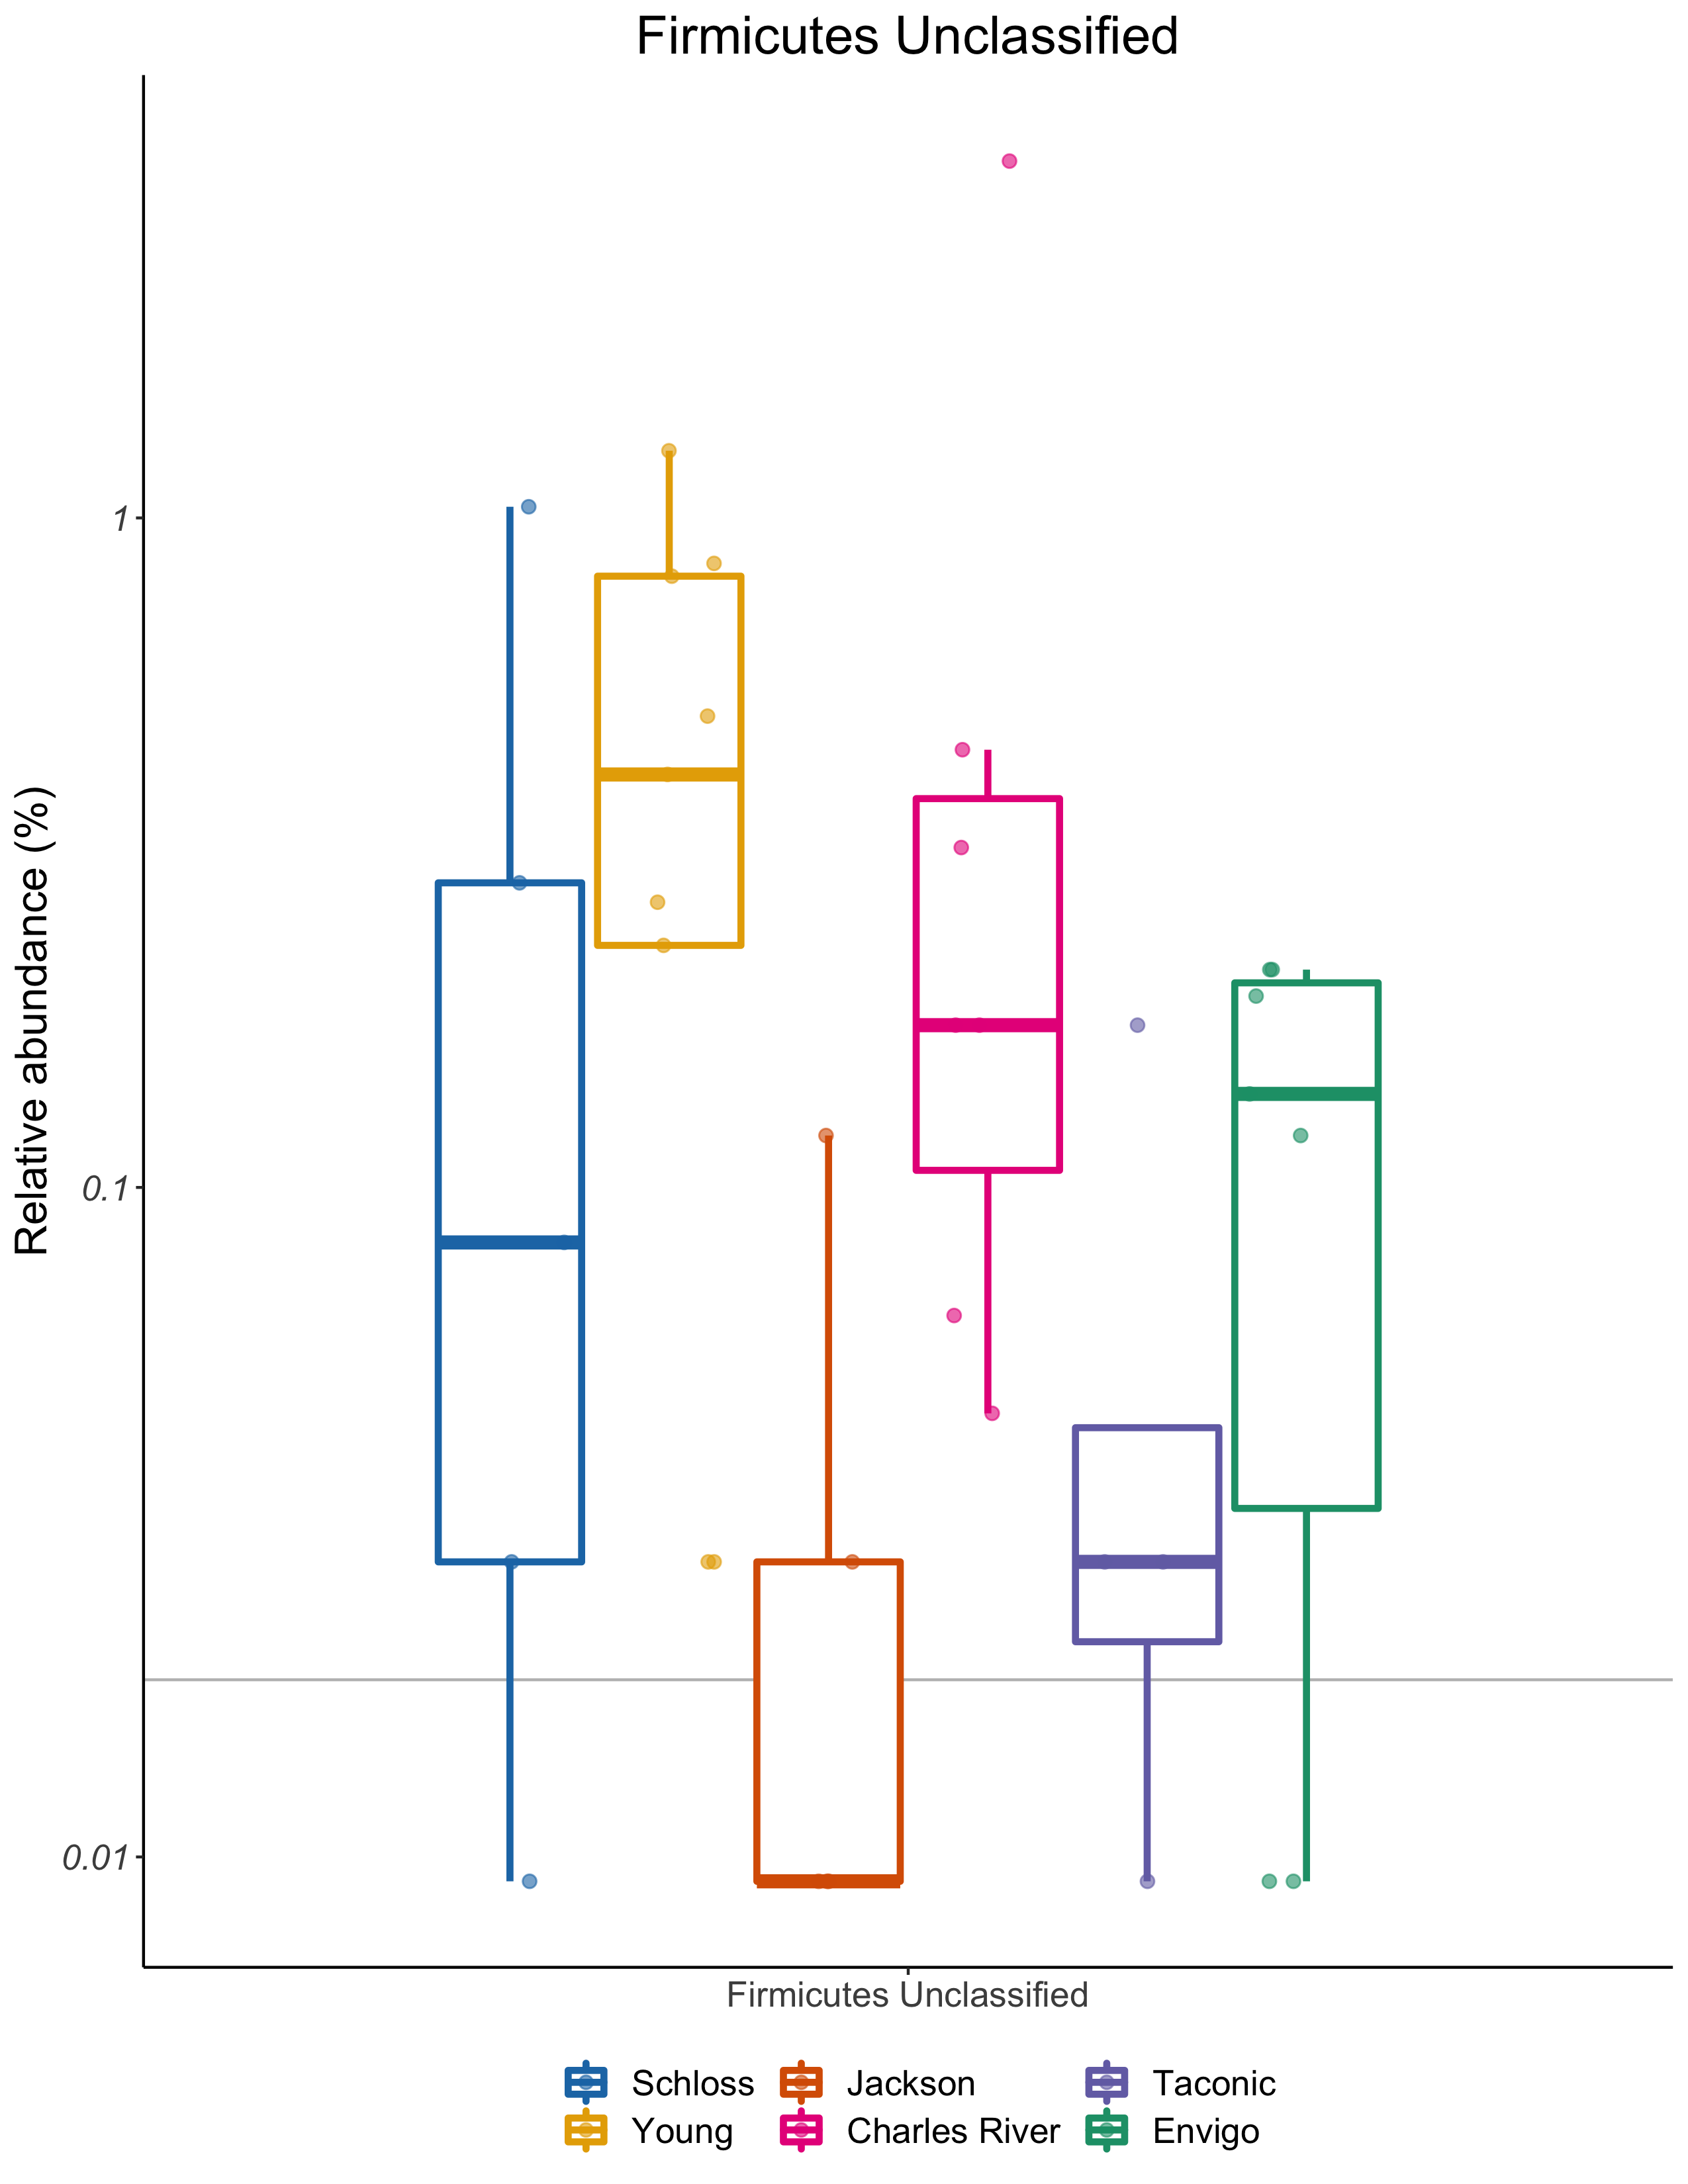 Firmicutes Unclassified
Relative abundance (%)
1
0.1
0.01
Firmicutes Unclassified
Schloss Jackson Taconic
Young Charles River Envigo